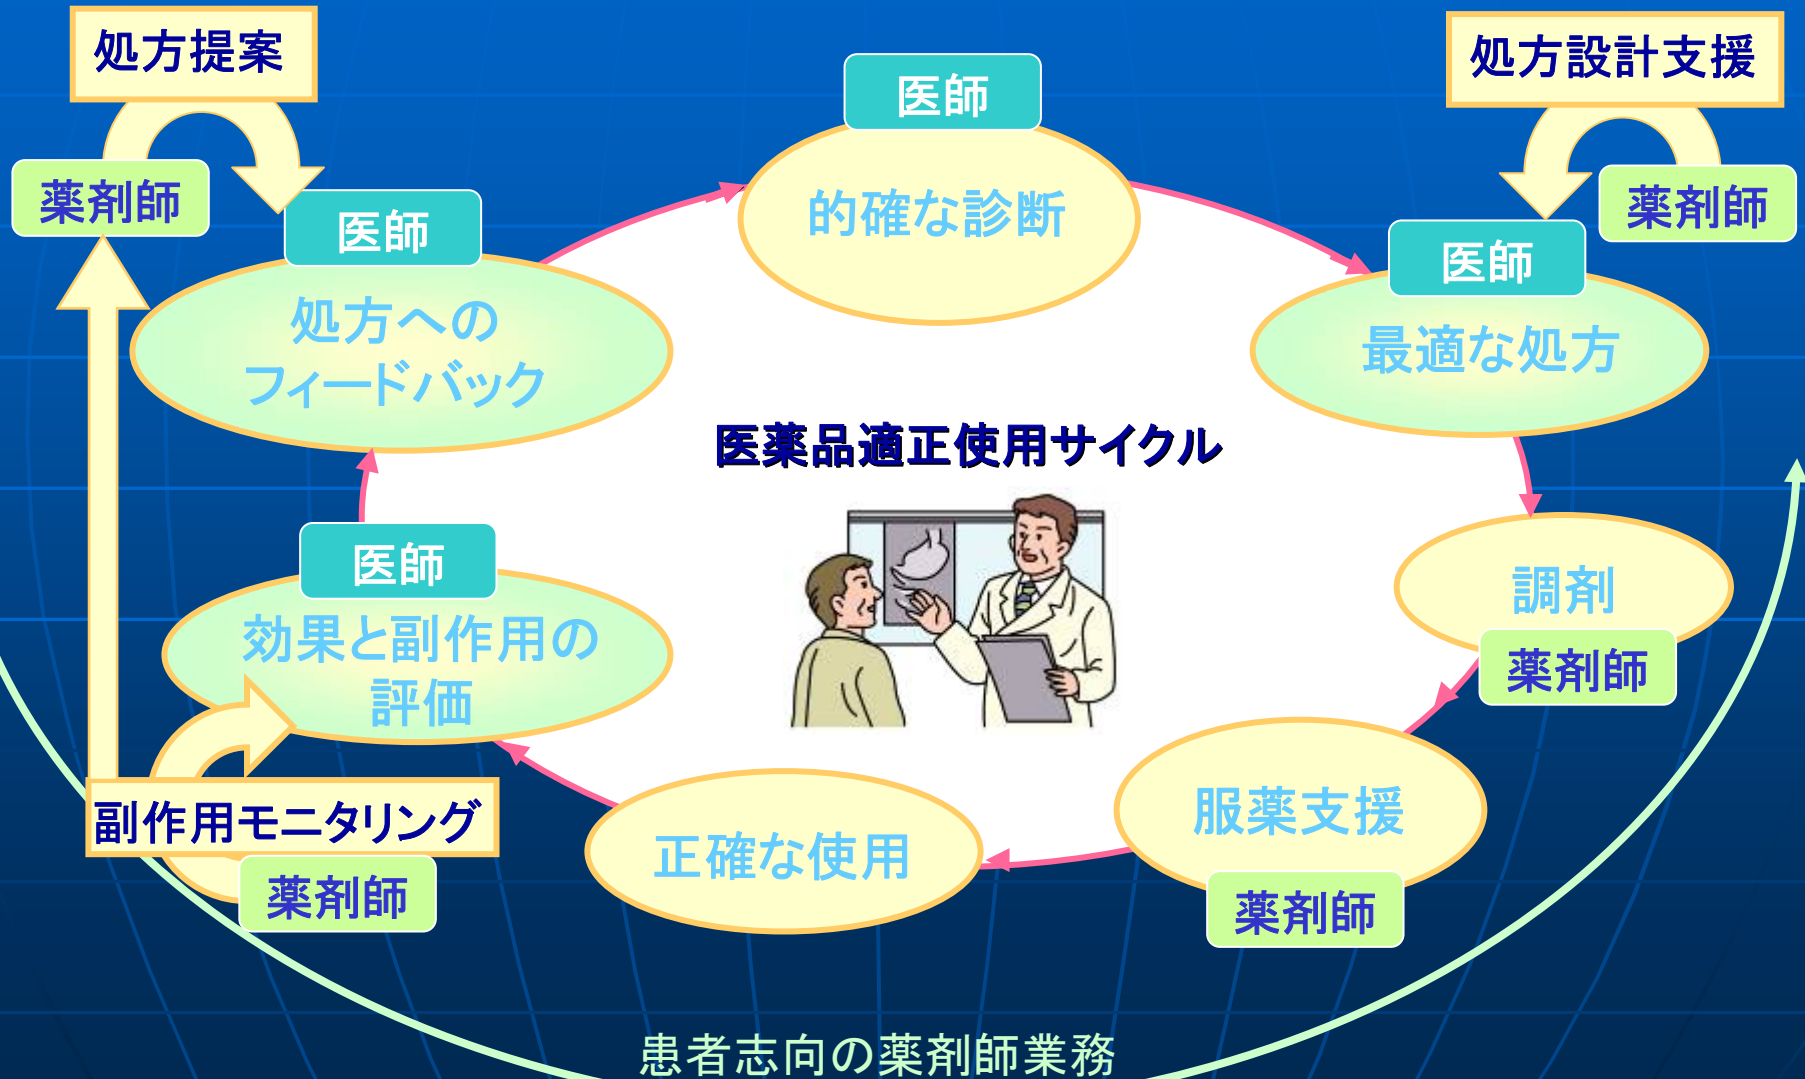 処方提案
処方設計支援
医師
薬剤師
薬剤師
医師
医師
的確な診断
処方への
フィードバック
最適な処方
医薬品適正使用サイクル
医師
効果と副作用の
評価
調剤
薬剤師
服薬支援
薬剤師
正確な使用
副作用モニタリング
薬剤師
患者志向の薬剤師業務